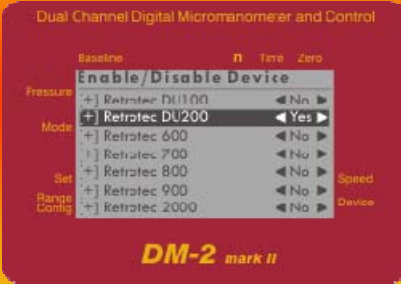 Dual Channel Digital Micromanometer and Control
Baseline n Time Zero
Enable/Disable Device
Pressure
[+] Retrotec DU100 ◀ No ▶
[+] Retrotec DU200 ◀ Yes ▶
Mode
[+] Retrotec 600 ◀ No ▶
[+] Retrotec 700 ◀ No ▶
Set [+] Retrotec 800 ◀ No ▶ Speed
Range [+] Retrotec 900 ◀ No ▶ Device
Config [+] Retrotec 2000 ◀ No ▶
DM-2 mark II